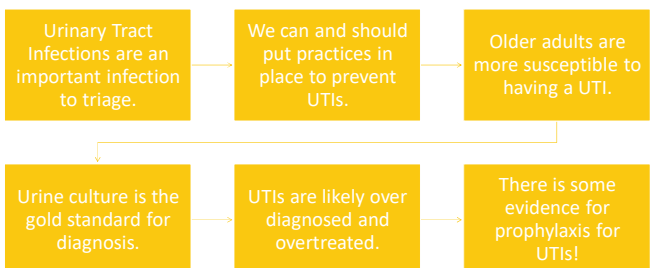 Urinary Tract
Infections are an
important infection
to triage.
We can and should
put practices in
place to prevent
UTIs.
Older adults are
more susceptible to
having a UTI.
Urine culture is the
gold standard for
diagnosis.
UTIs are likely over
diagnosed and
overtreated.
There is some
evidence for
prophylaxis for
UTIs!